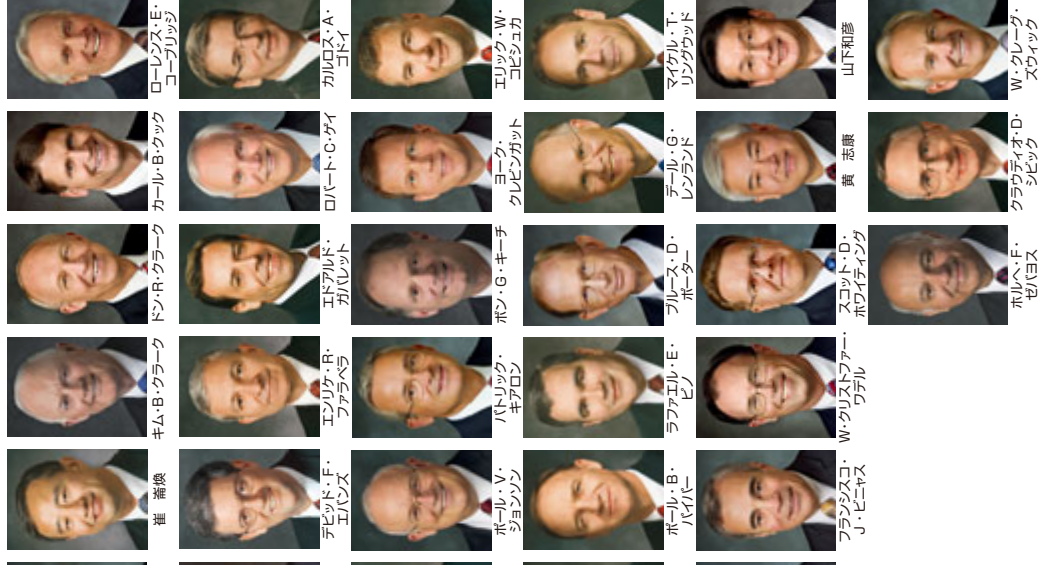 崔 崙煥
キム・B・クラーク
ドン・R・クラーク
カール・B・クック
ローレンス・E・
コーブリッジ
デビッド・F・
エバンズ
エンリケ・R・
ファラベラ
エドアルド・
ガバレット
ロバート・C・ゲイ
カルロス・A・
ゴドイ
ポール・V・
ジョンソン
パトリック・
キアロン
ボン・G・キーチ
ヨーク・
クレビンガット
エリック・W・
コピシュカ
ポール・B・
パイパー
ラファエル・E・
ピノ
ブルース・D・
ポーター
デール・G・
レンランド
マイケル・T・
リングウッド
フランシスコ・
J・ビニャス
W・クリストファー・
ワデル
スコット・D・
ホワイティング
黄 志康
山下和彦
ホルヘ・F・
ゼバヨス
クラウディオ・D・
ジビック
W・クレーグ・
ズウィック